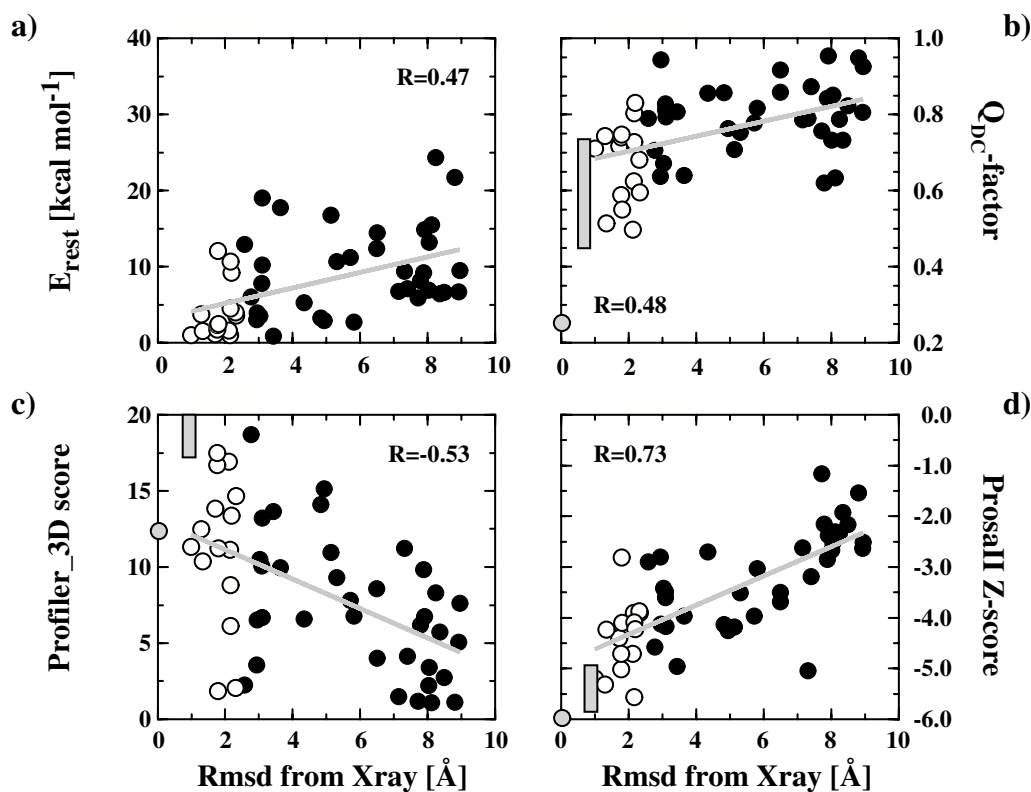 a)
b)
40
30
20
10
0
E_rest [kcal mol^-1]
R=0.47
0 2 4 6 8 10
1.0
0.8
0.6
0.4
0.2
Q_DC-factor
R=0.48
0 2 4 6 8 10
c)
d)
20
15
10
5
0
Profiler_3D score
R=-0.53
0 2 4 6 8 10
Rmsd from Xray [Å]
0.0
-1.0
-2.0
-3.0
-4.0
-5.0
-6.0
ProsaII Z-score
R=0.73
0 2 4 6 8 10
Rmsd from Xray [Å]